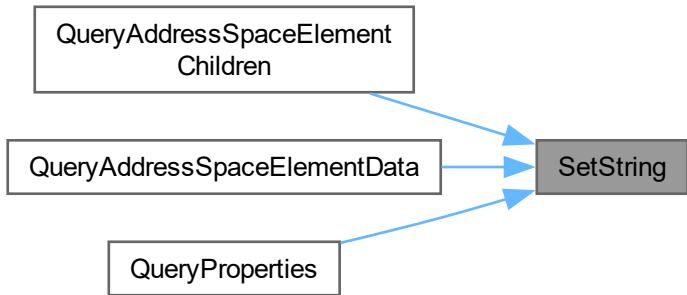 QueryAddressSpaceElement
Children
QueryAddressSpaceElementData
SetString
QueryProperties